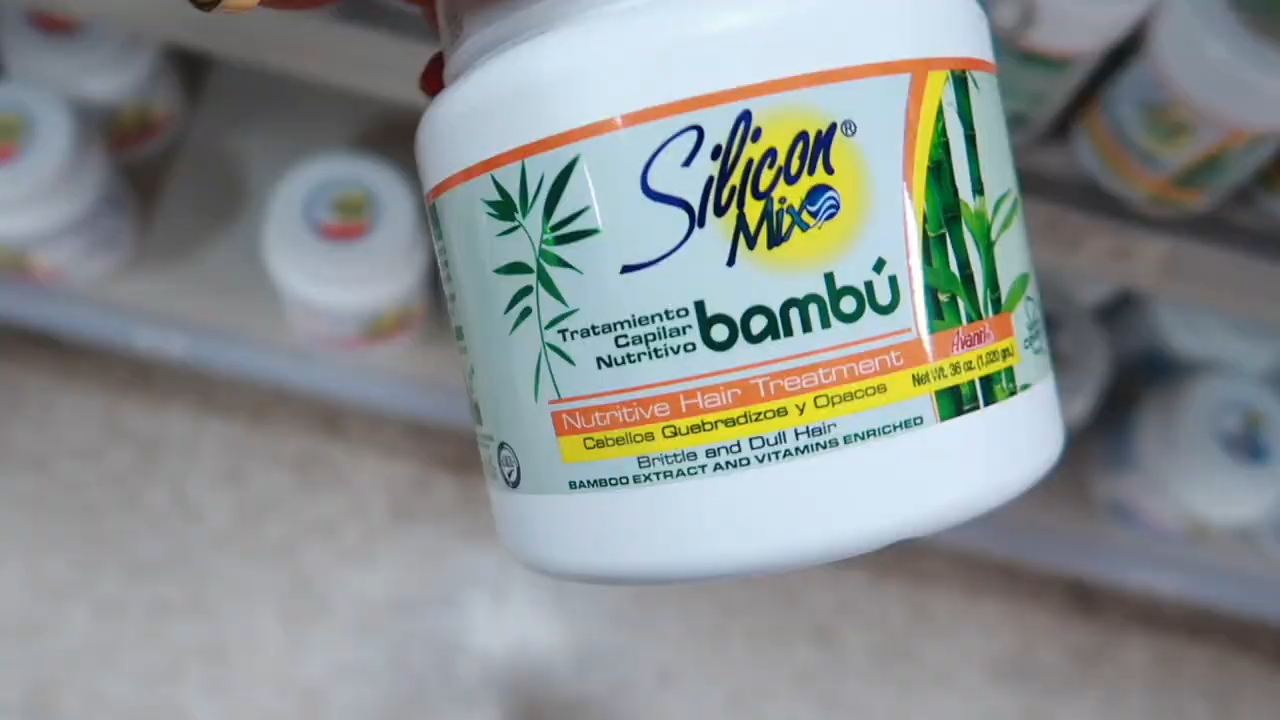 Silicon®
Mix
Tratamiento
Capilar
Nutritivo
bambú
Avanti
Nutritive Hair Treatment
Cabellos Quebradizos y Opacos
Net Wt. 36 oz. (1,020 grs.)
Brittle and Dull Hair
BAMBOO EXTRACT AND VITAMINS ENRICHED